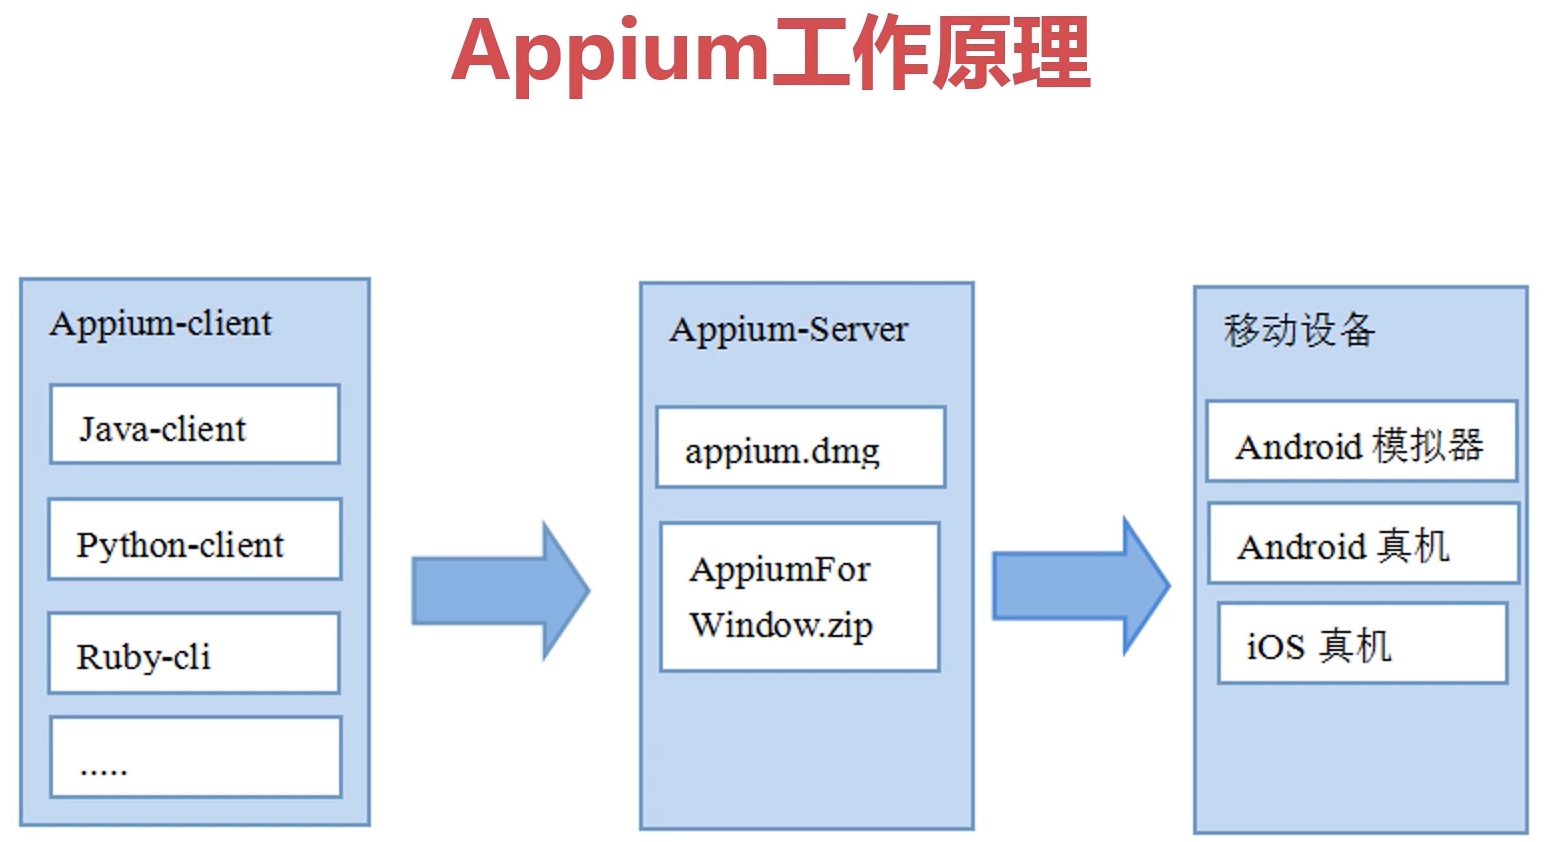 Appium工作原理
Appium-client
Java-client
Python-client
Ruby-cli
.....
Appium-Server
appium.dmg
AppiumFor
Window.zip
移动设备
Android 模拟器
Android 真机
iOS 真机